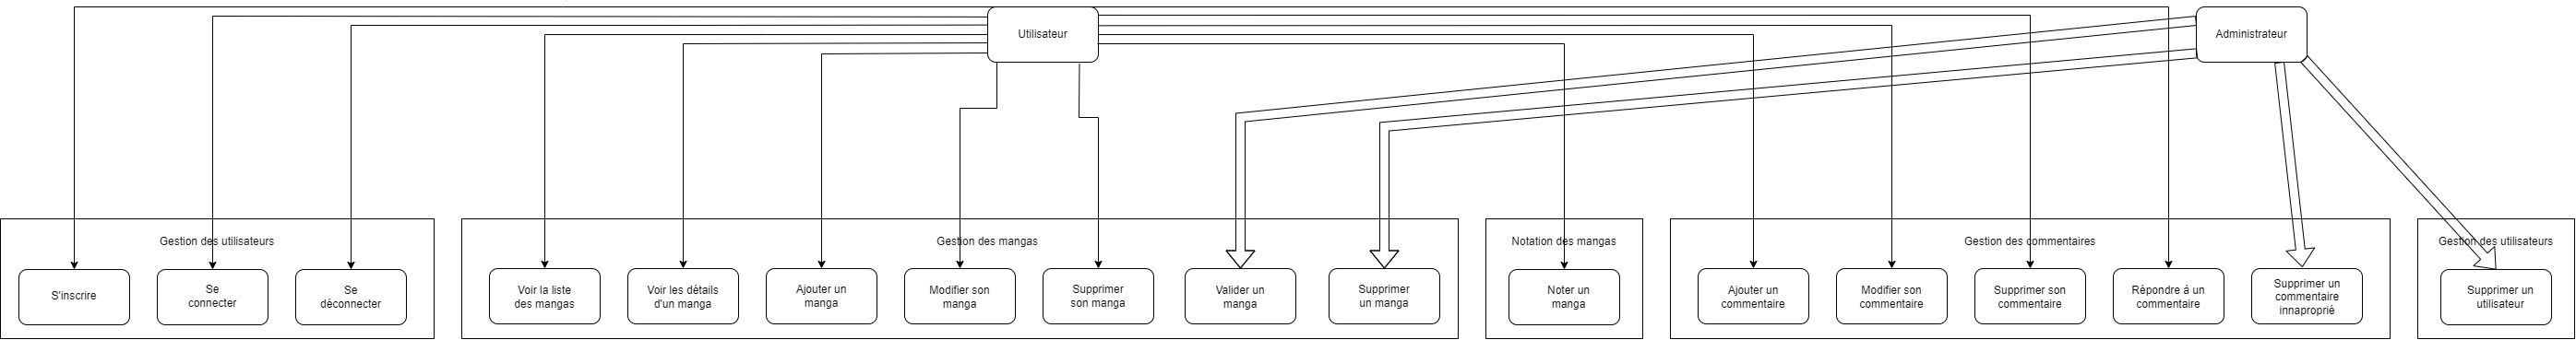 Utilisateur
Administrateur
Gestion des utilisateurs
Gestion des mangas
Notation des mangas
Gestion des commentaires
Gestion des utilisateurs
S'inscrire
Se
connecter
Se
déconnecter
Voir la liste
des mangas
Voir les détails
d'un manga
Ajouter un
manga
Modifier son
manga
Supprimer
son manga
Valider un
manga
Supprimer
un manga
Noter un
manga
Ajouter un
commentaire
Modifier son
commentaire
Supprimer son
commentaire
Répondre à un
commentaire
Supprimer un
commentaire
innaproprié
Supprimer un
utilisateur